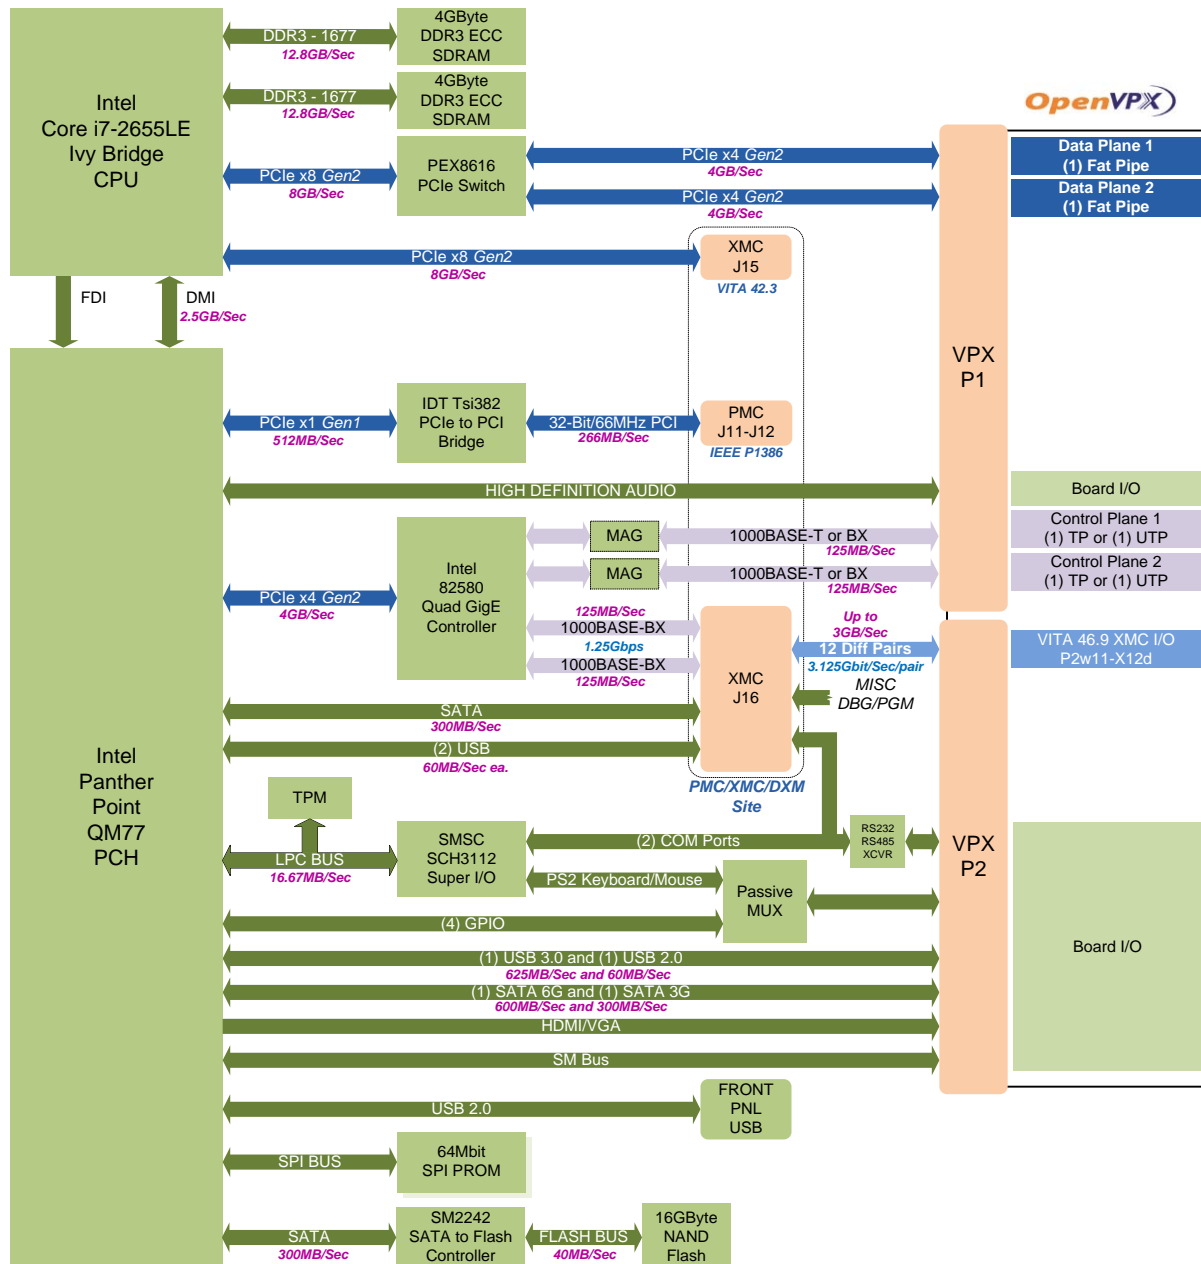 DDR3 - 1677
12.8GB/Sec
4GByte
DDR3 ECC
SDRAM
Intel
Core i7-2655LE
Ivy Bridge
CPU
DDR3 - 1677
12.8GB/Sec
4GByte
DDR3 ECC
SDRAM
OpenVPX
PCIe x8 Gen2
8GB/Sec
PEX8616
PCIe Switch
PCIe x4 Gen2
4GB/Sec
PCIe x4 Gen2
4GB/Sec
Data Plane 1
(1) Fat Pipe
Data Plane 2
(1) Fat Pipe
PCIe x8 Gen2
8GB/Sec
XMC
J15
VITA 42.3
FDI
DMI
2.5GB/Sec
VPX
P1
PCIe x1 Gen1
512MB/Sec
IDT Tsi382
PCIe to PCI
Bridge
32-Bit/66MHz PCI
266MB/Sec
PMC
J11-J12
IEEE P1386
HIGH DEFINITION AUDIO
Board I/O
MAG
1000BASE-T or BX
125MB/Sec
Control Plane 1
(1) TP or (1) UTP
MAG
1000BASE-T or BX
125MB/Sec
Control Plane 2
(1) TP or (1) UTP
PCIe x4 Gen2
4GB/Sec
Intel
82580
Quad GigE
Controller
125MB/Sec
1000BASE-BX
1.25Gbps
1000BASE-BX
125MB/Sec
XMC
J16
Up to
3GB/Sec
12 Diff Pairs
3.125Gbit/Sec/pair
MISC
DBG/PGM
VITA 46.9 XMC I/O
P2w11-X12d
SATA
300MB/Sec
(2) USB
60MB/Sec ea.
PMC/XMC/DXM
Site
Intel
Panther
Point
QM77
PCH
TPM
LPC BUS
16.67MB/Sec
SMSC
SCH3112
Super I/O
(2) COM Ports
RS232
RS485
XCVR
VPX
P2
PS2 Keyboard/Mouse
Passive
MUX
(4) GPIO
Board I/O
(1) USB 3.0 and (1) USB 2.0
625MB/Sec and 60MB/Sec
(1) SATA 6G and (1) SATA 3G
600MB/Sec and 300MB/Sec
HDMI/VGA
SM Bus
USB 2.0
FRONT
PNL
USB
SPI BUS
64Mbit
SPI PROM
SATA
300MB/Sec
SM2242
SATA to Flash
Controller
FLASH BUS
40MB/Sec
16GByte
NAND
Flash